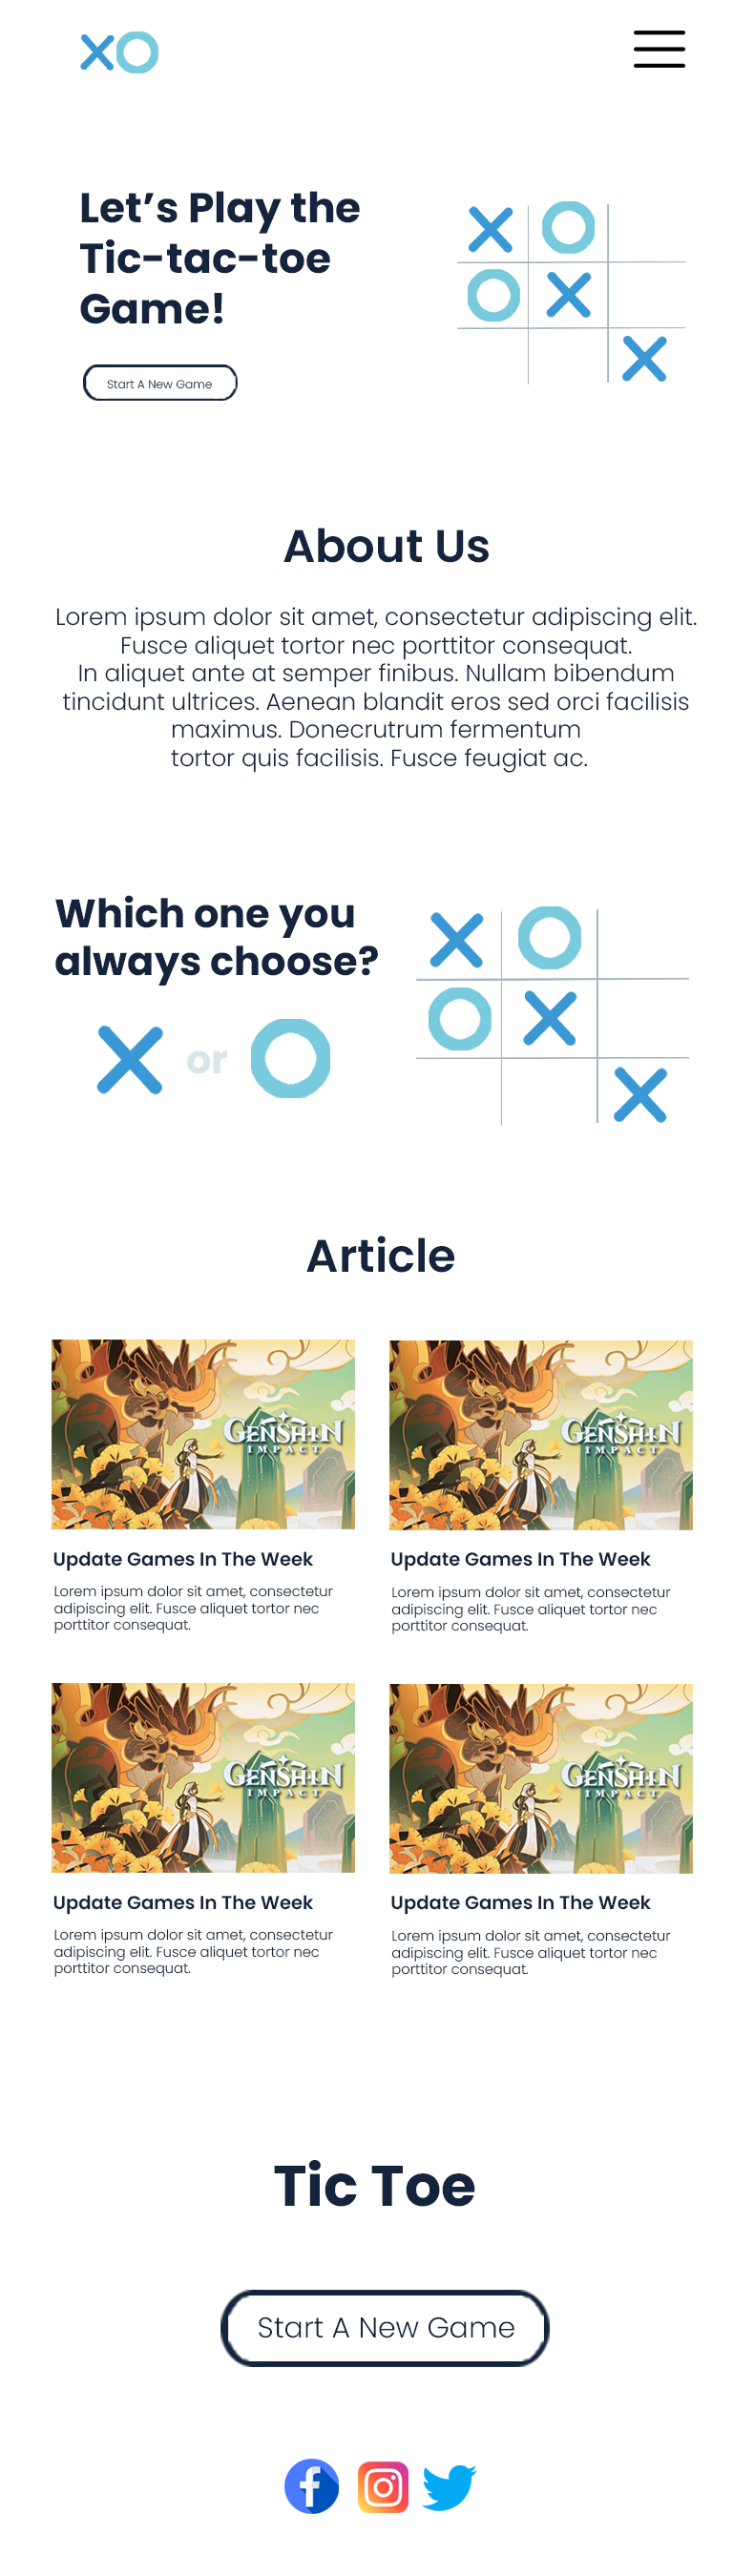 XO
Let’s Play the
Tic-tac-toe
Game!
Start A New Game
About Us
Lorem ipsum dolor sit amet, consectetur adipiscing elit.
Fusce aliquet tortor nec porttitor consequat.
In aliquet ante at semper finibus. Nullam bibendum
tincidunt ultrices. Aenean blandit eros sed orci facilisis
maximus. Donecrutrum fermentum
tortor quis facilisis. Fusce feugiat ac.
Which one you
always choose?
X or O
Article
GENSHIN
IMPACT
Update Games In The Week
Lorem ipsum dolor sit amet, consectetur
adipiscing elit. Fusce aliquet tortor nec
porttitor consequat.
GENSHIN
IMPACT
Update Games In The Week
Lorem ipsum dolor sit amet, consectetur
adipiscing elit. Fusce aliquet tortor nec
porttitor consequat.
GENSHIN
IMPACT
Update Games In The Week
Lorem ipsum dolor sit amet, consectetur
adipiscing elit. Fusce aliquet tortor nec
porttitor consequat.
GENSHIN
IMPACT
Update Games In The Week
Lorem ipsum dolor sit amet, consectetur
adipiscing elit. Fusce aliquet tortor nec
porttitor consequat.
Tic Toe
Start A New Game